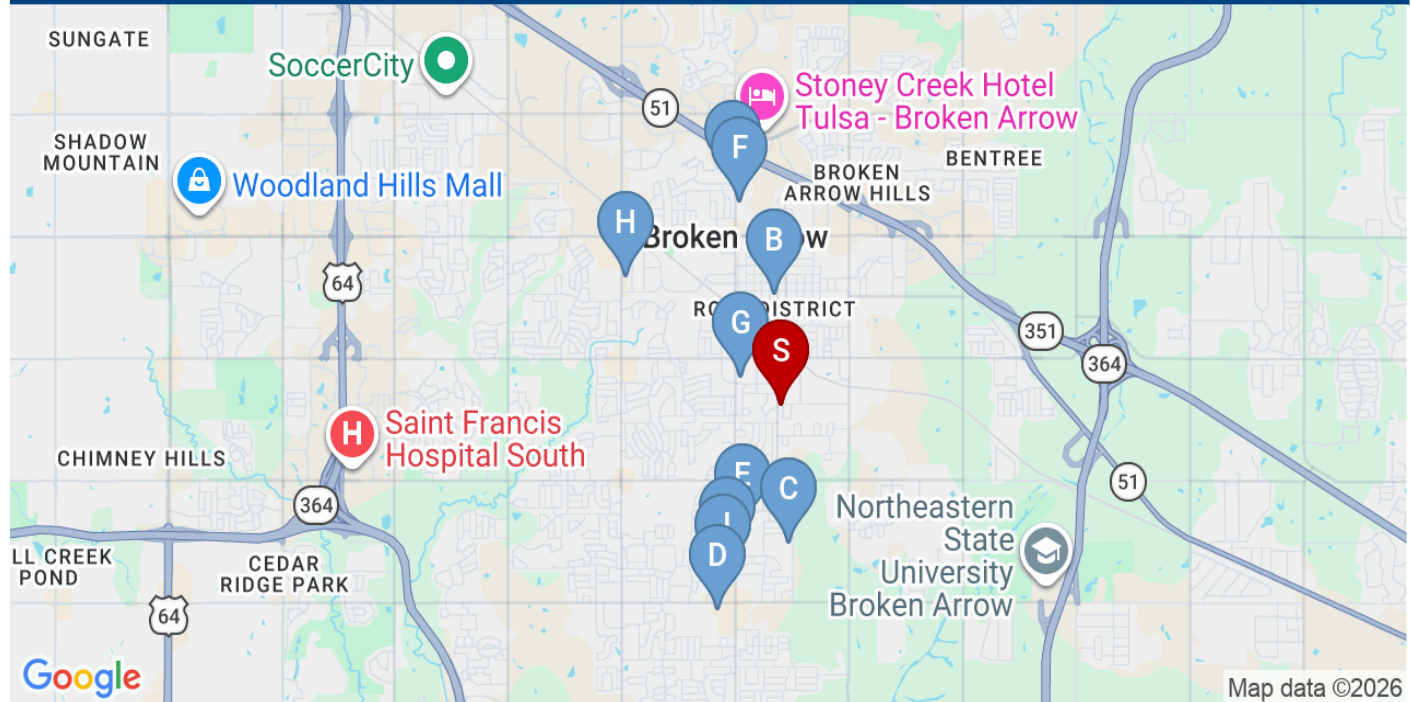 SUNGATE
SoccerCity
Stoney Creek Hotel
Tulsa - Broken Arrow
51
F
SHADOW
MOUNTAIN
BENTREE
BROKEN
ARROW HILLS
Woodland Hills Mall
H
Broken
B
64
DISTRICT
G
S
351
364
H
Saint Francis
Hospital South
CHIMNEY HILLS
E
C
51
364
Northeastern
State
University
Broken Arrow
D
LL CREEK
POND
CEDAR
RIDGE PARK
64
Google
Map data ©2026